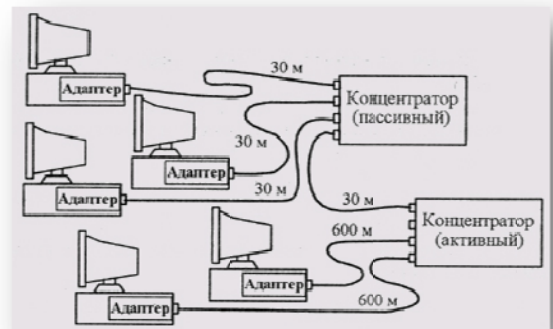 30 м
Адаптер
Концентратор
(пассивный)
Адаптер
30 м
Адаптер
30 м
30 м
Концентратор
(активный)
600 м
Адаптер
Адаптер
600 м